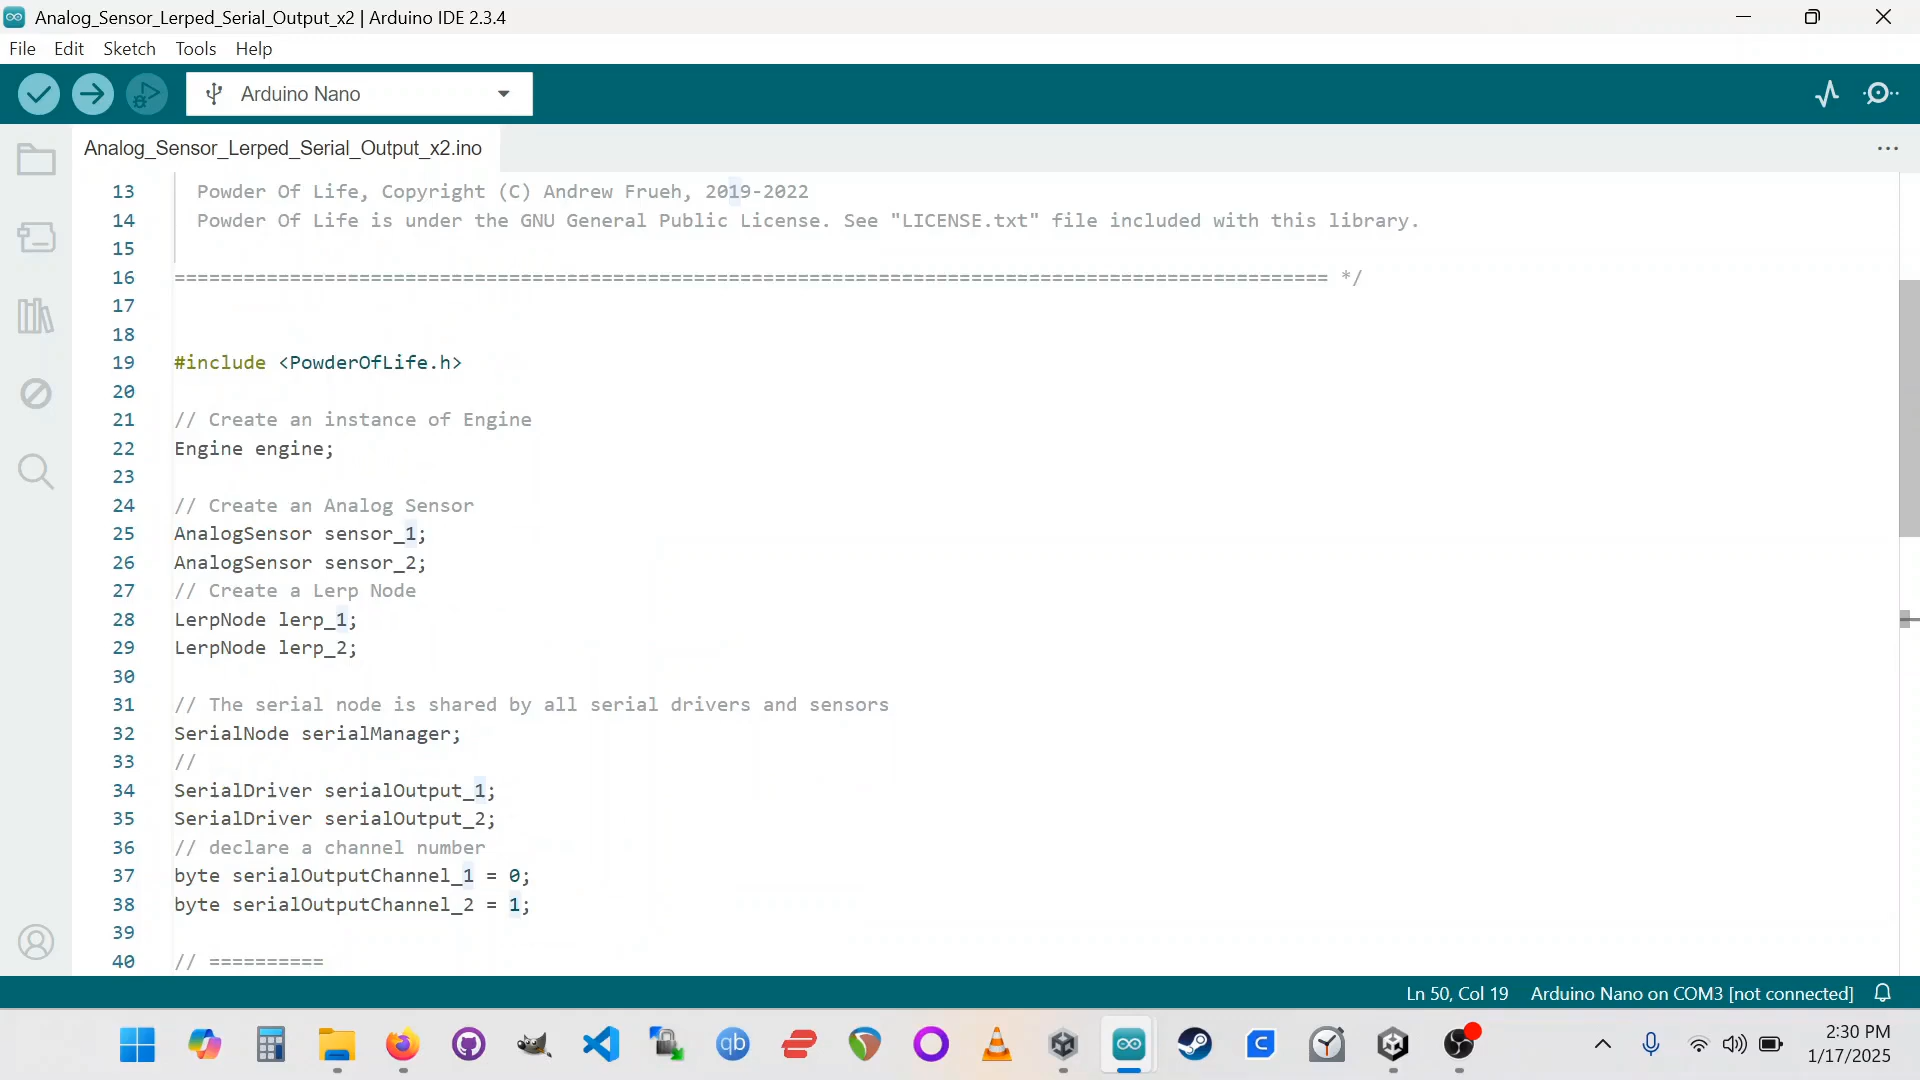 Analog_Sensor_Lerped_Serial_Output_x2 | Arduino IDE 2.3.4
File Edit Sketch Tools Help
Arduino Nano
Analog_Sensor_Lerped_Serial_Output_x2.ino
13 Powder Of Life, Copyright (C) Andrew Frueh, 2019-2022
14 Powder Of Life is under the GNU General Public License. See "LICENSE.txt" file included with this library.
15
16 ==================================================================================================== */
17
18
19 #include <PowderOfLife.h>
20
21 // Create an instance of Engine
22 Engine engine;
23
24 // Create an Analog Sensor
25 AnalogSensor sensor_1;
26 AnalogSensor sensor_2;
27 // Create a Lerp Node
28 LerpNode lerp_1;
29 LerpNode lerp_2;
30
31 // The serial node is shared by all serial drivers and sensors
32 SerialNode serialManager;
33 //
34 SerialDriver serialOutput_1;
35 SerialDriver serialOutput_2;
36 // declare a channel number
37 byte serialOutputChannel_1 = 0;
38 byte serialOutputChannel_2 = 1;
39
40 // ==========
Ln 50, Col 19 Arduino Nano on COM3 [not connected]
qb
C
2:30 PM
1/17/2025